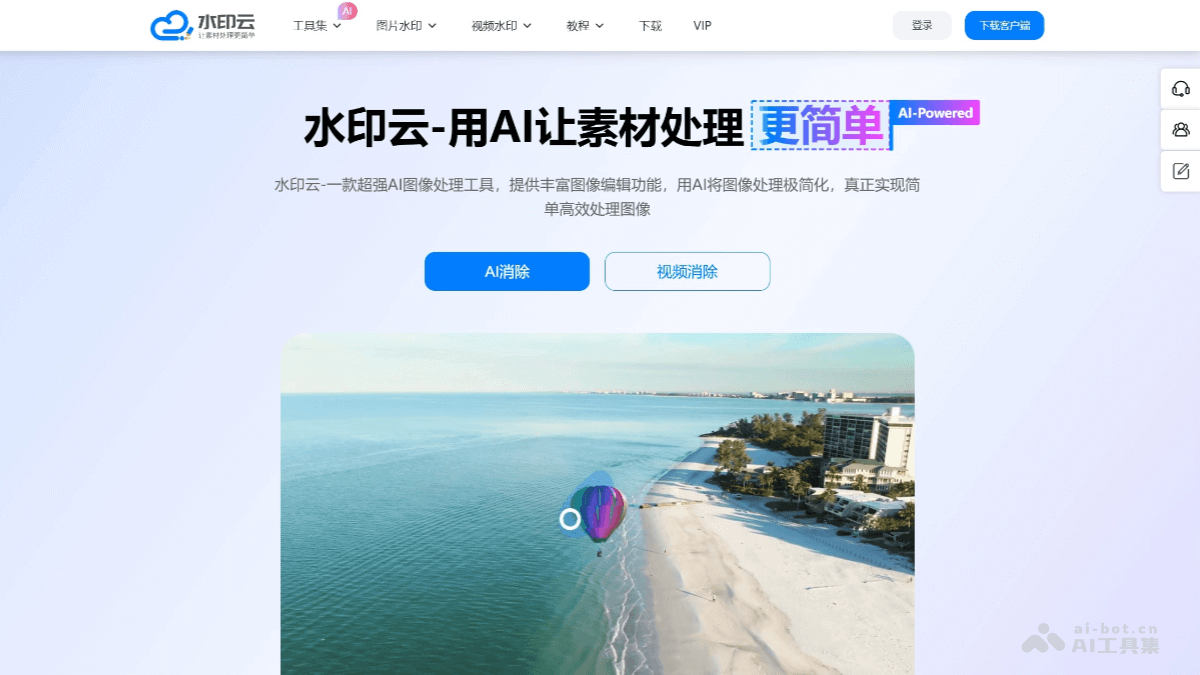 水印云
让素材处理更简单
工具集
AI
图片水印
视频水印
教程
下载
VIP
登录
下载客户端
水印云-用AI让素材处理 更简单
AI-Powered
水印云-一款超强AI图像处理工具，提供丰富图像编辑功能，用AI将图像处理极简化，真正实现简
单高效处理图像
AI消除
视频消除
ai-bot.cn
AI工具集